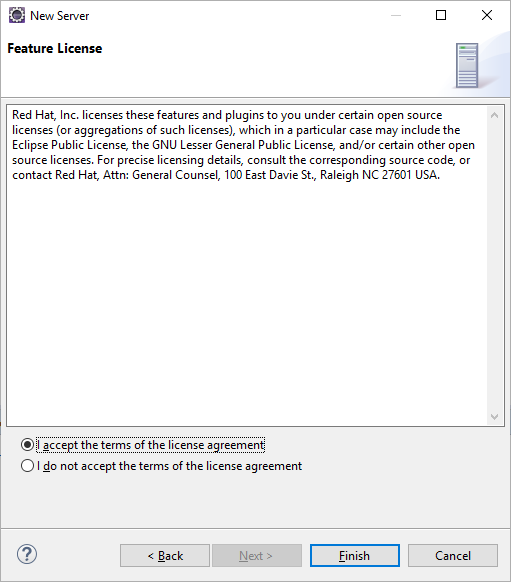 New Server
Feature License
Red Hat, Inc. licenses these features and plugins to you under certain open source
licenses (or aggregations of such licenses), which in a particular case may include the
Eclipse Public License, the GNU Lesser General Public License, and/or certain other open
source licenses. For precise licensing details, consult the corresponding source code, or
contact Red Hat, Attn: General Counsel, 100 East Davie St., Raleigh NC 27601 USA.
I accept the terms of the license agreement
I do not accept the terms of the license agreement
? < Back Next > Finish Cancel